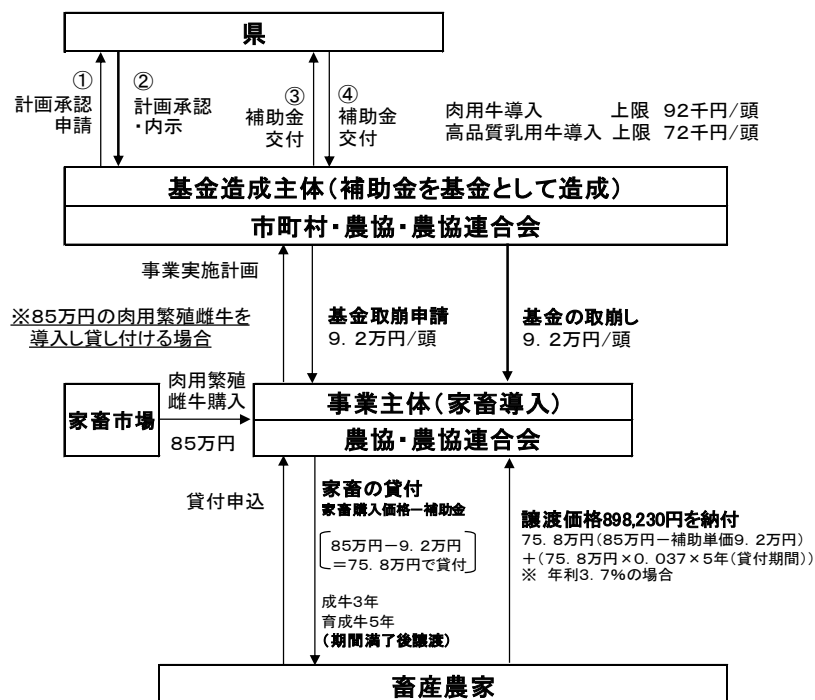 県
①
計画承認
申請
②
計画承認
・内示
③
補助金
交付
④
補助金
交付
肉用牛導入 上限 92千円/頭
高品質乳用牛導入 上限 72千円/頭
基金造成主体(補助金を基金として造成)
市町村・農協・農協連合会
事業実施計画
※85万円の肉用繁殖雌牛を
導入し貸し付ける場合
基金取崩申請
9．2万円/頭
基金の取崩し
9．2万円/頭
家畜市場
肉用繁殖
雌牛購入
85万円
事業主体(家畜導入)
農協・農協連合会
貸付申込
家畜の貸付
家畜購入価格－補助金
85万円－9．2万円
＝75．8万円で貸付
成牛3年
育成牛5年
(期間満了後譲渡)
譲渡価格898,230円を納付
75．8万円(85万円－補助単価9．2万円)
＋(75．8万円×0．037×5年(貸付期間))
※ 年利3．7%の場合
畜産農家